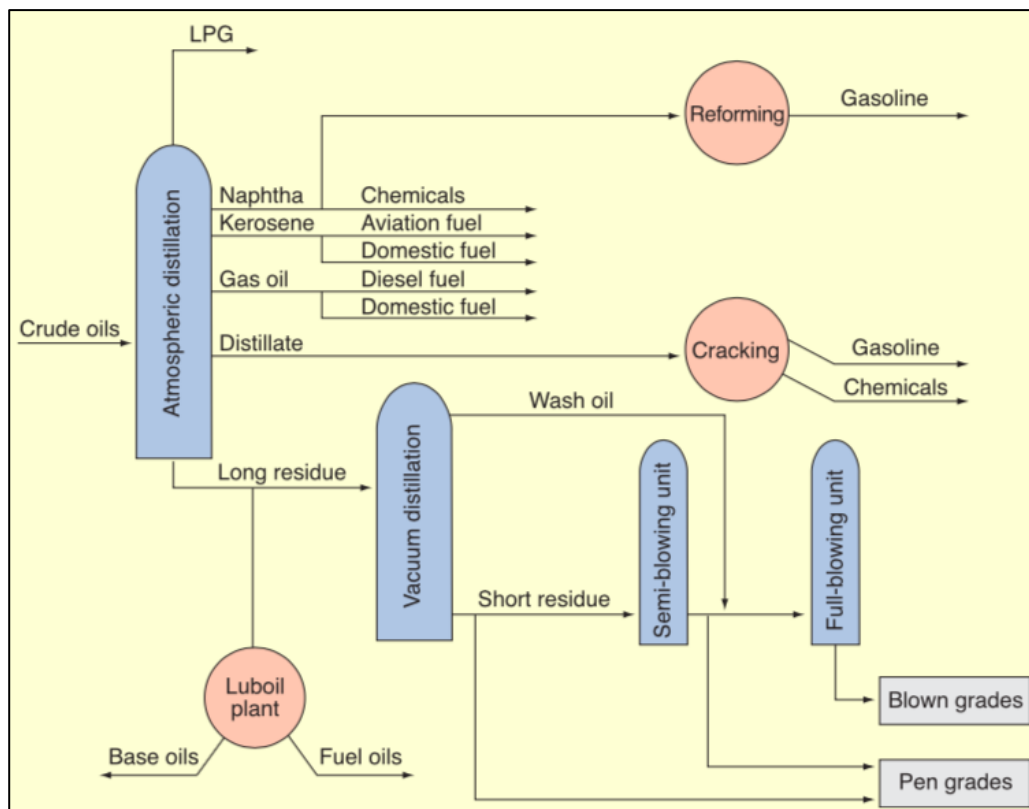 LPG
Reforming
Gasoline
Atmospheric distillation
Naphtha
Chemicals
Kerosene
Aviation fuel
Domestic fuel
Gas oil
Diesel fuel
Domestic fuel
Crude oils
Distillate
Cracking
Gasoline
Chemicals
Vacuum distillation
Wash oil
Long residue
Semi-blowing unit
Full-blowing unit
Short residue
Luboil
plant
Blown grades
Base oils
Fuel oils
Pen grades